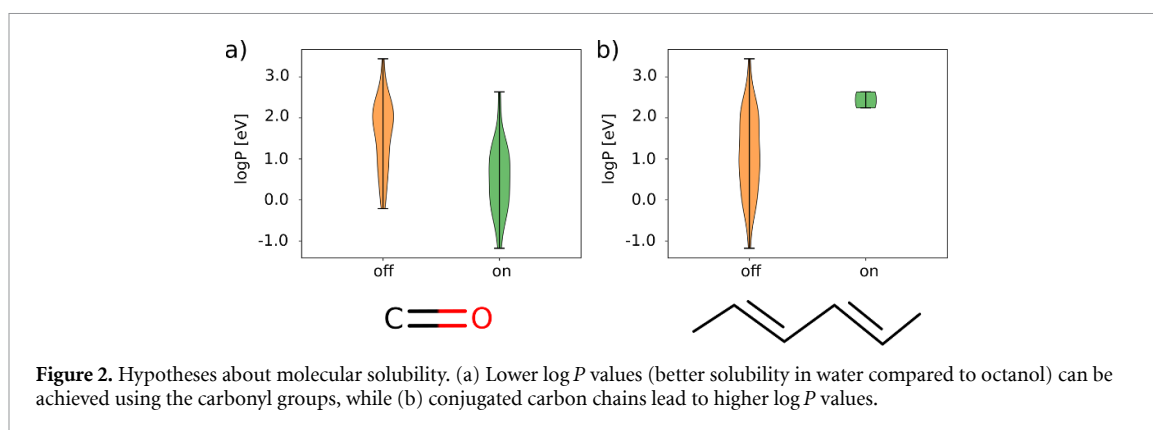 a)
logP [eV]
3.0
2.0
1.0
0.0
-1.0
off on
C O
b)
logP [eV]
3.0
2.0
1.0
0.0
-1.0
off on
Figure 2. Hypotheses about molecular solubility. (a) Lower log P values (better solubility in water compared to octanol) can be
achieved using the carbonyl groups, while (b) conjugated carbon chains lead to higher log P values.